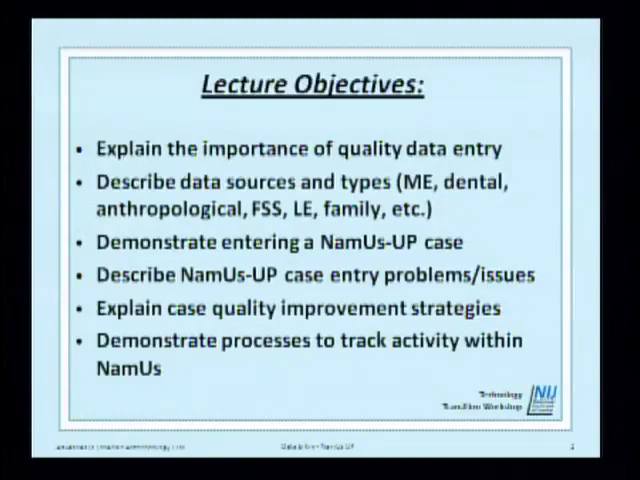 Lecture Objectives:
• Explain the importance of quality data entry
• Describe data sources and types (ME, dental,
anthropological, FSS, LE, family, etc.)
• Demonstrate entering a NamUs-UP case
• Describe NamUs-UP case entry problems/issues
• Explain case quality improvement strategies
• Demonstrate processes to track activity within
NamUs
Technology
Transition Workshop
NIJ